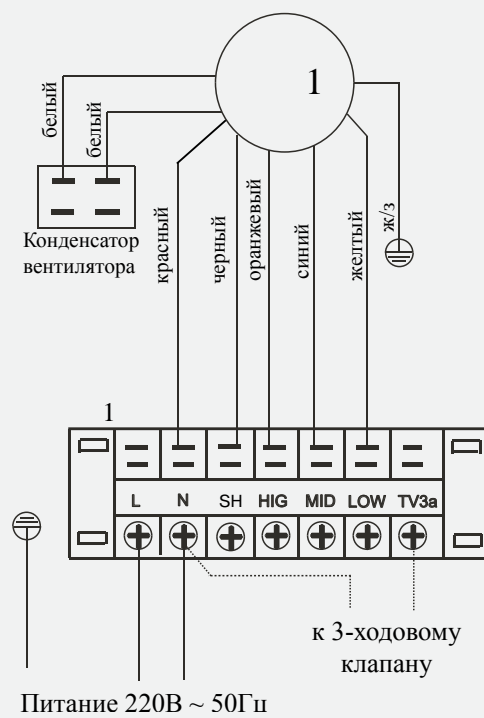 1
белый
белый
Конденсатор
вентилятора
красный
черный
оранжевый
синий
желтый
ж/з
1
L N SH HIG MID LOW TV3a
к 3-ходовому
клапану
Питание 220В ~ 50Гц